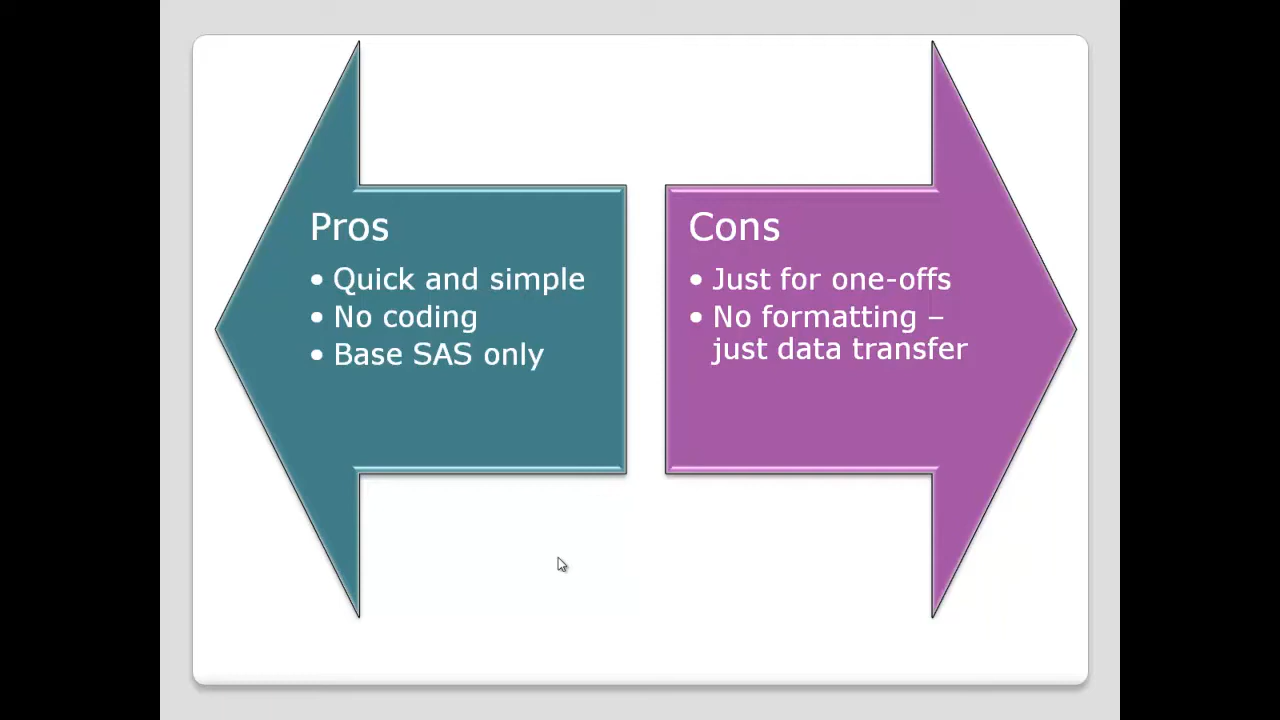 Pros
• Quick and simple
• No coding
• Base SAS only
Cons
• Just for one-offs
• No formatting –
just data transfer